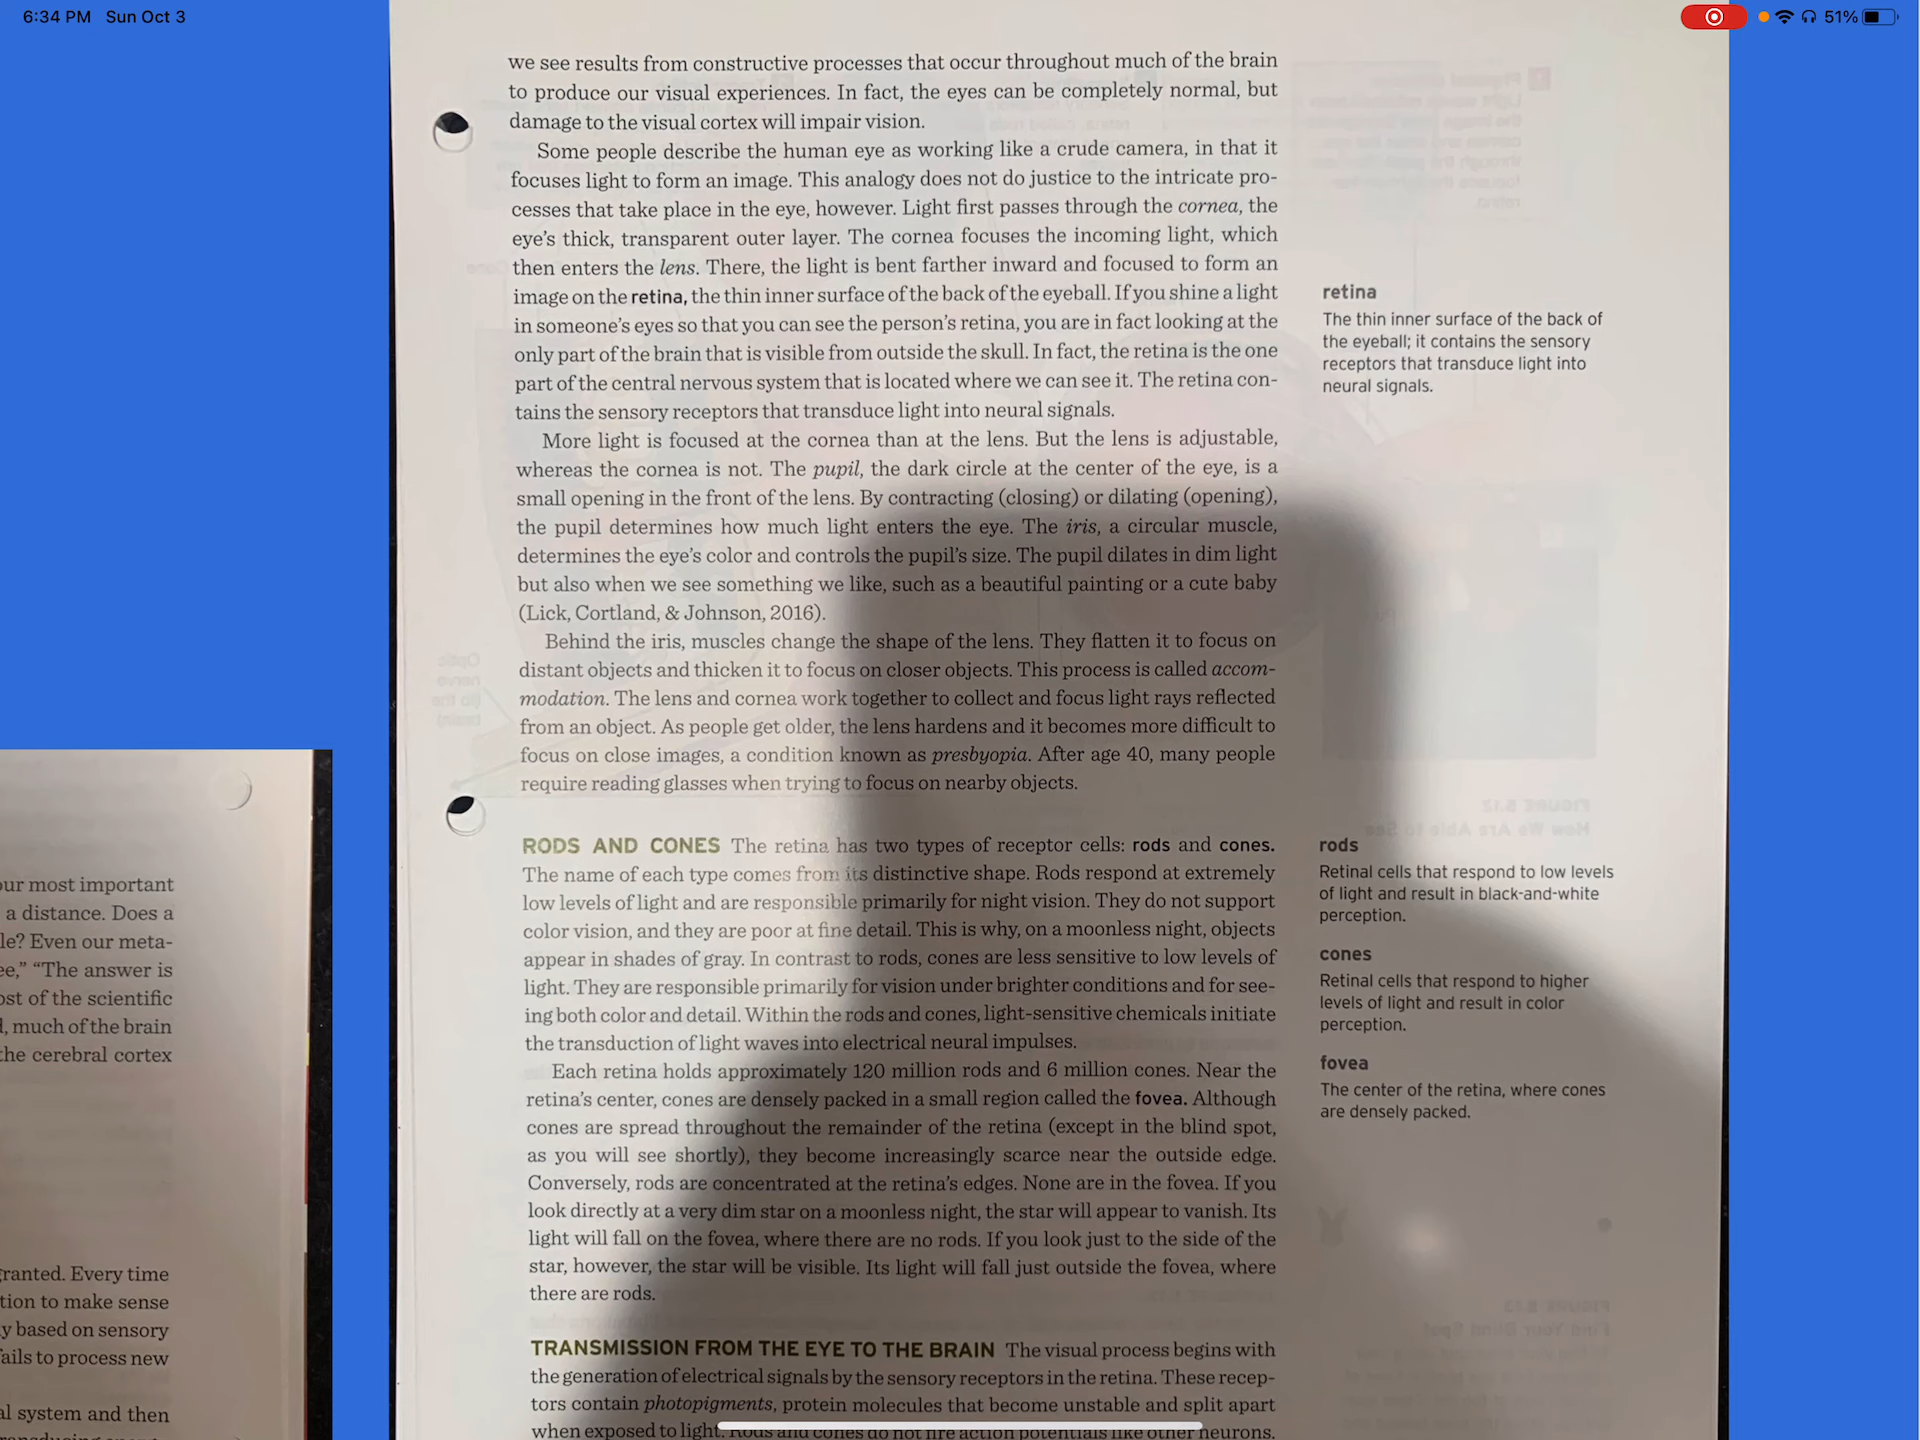 6:34 PM Sun Oct 3
51%
we see results from constructive processes that occur throughout much of the brain
to produce our visual experiences. In fact, the eyes can be completely normal, but
damage to the visual cortex will impair vision.
Some people describe the human eye as working like a crude camera, in that it
focuses light to form an image. This analogy does not do justice to the intricate pro-
cesses that take place in the eye, however. Light first passes through the cornea, the
eye's thick, transparent outer layer. The cornea focuses the incoming light, which
then enters the lens. There, the light is bent farther inward and focused to form an
image on the retina, the thin inner surface of the back of the eyeball. If you shine a light
in someone's eyes so that you can see the person's retina, you are in fact looking at the
only part of the brain that is visible from outside the skull. In fact, the retina is the one
part of the central nervous system that is located where we can see it. The retina con-
tains the sensory receptors that transduce light into neural signals.
More light is focused at the cornea than at the lens. But the lens is adjustable,
whereas the cornea is not. The pupil, the dark circle at the center of the eye, is a
small opening in the front of the lens. By contracting (closing) or dilating (opening),
the pupil determines how much light enters the eye. The iris, a circular muscle,
determines the eye's color and controls the pupil's size. The pupil dilates in dim light
but also when we see something we like, such as a beautiful painting or a cute baby
(Lick, Cortland, & Johnson, 2016).
Behind the iris, muscles change the shape of the lens. They flatten it to focus on
distant objects and thicken it to focus on closer objects. This process is called accom-
modation. The lens and cornea work together to collect and focus light rays reflected
from an object. As people get older, the lens hardens and it becomes more difficult to
focus on close images, a condition known as presbyopia. After age 40, many people
require reading glasses when trying to focus on nearby objects.
RODS AND CONES The retina has two types of receptor cells: rods and cones.
The name of each type comes from its distinctive shape. Rods respond at extremely
low levels of light and are responsible primarily for night vision. They do not support
color vision, and they are poor at fine detail. This is why, on a moonless night, objects
appear in shades of gray. In contrast to rods, cones are less sensitive to low levels of
light. They are responsible primarily for vision under brighter conditions and for see-
ing both color and detail. Within the rods and cones, light-sensitive chemicals initiate
the transduction of light waves into electrical neural impulses.
Each retina holds approximately 120 million rods and 6 million cones. Near the
retina's center, cones are densely packed in a small region called the fovea. Although
cones are spread throughout the remainder of the retina (except in the blind spot,
as you will see shortly), they become increasingly scarce near the outside edge.
Conversely, rods are concentrated at the retina's edges. None are in the fovea. If you
look directly at a very dim star on a moonless night, the star will appear to vanish. Its
light will fall on the fovea, where there are no rods. If you look just to the side of the
star, however, the star will be visible. Its light will fall just outside the fovea, where
there are rods.
TRANSMISSION FROM THE EYE TO THE BRAIN The visual process begins with
the generation of electrical signals by the sensory receptors in the retina. These recep-
tors contain photopigments, protein molecules that become unstable and split apart
when exposed to light. Rods and cones do not fire action potentials like other neurons.
retina
The thin inner surface of the back of
the eyeball; it contains the sensory
receptors that transduce light into
neural signals.
rods
Retinal cells that respond to low levels
of light and result in black-and-white
perception.
cones
Retinal cells that respond to higher
levels of light and result in color
perception.
fovea
The center of the retina, where cones
are densely packed.
our most important
a distance. Does a
le? Even our meta-
ee," "The answer is
ost of the scientific
, much of the brain
the cerebral cortex
granted. Every time
tion to make sense
y based on sensory
fails to process new
al system and then